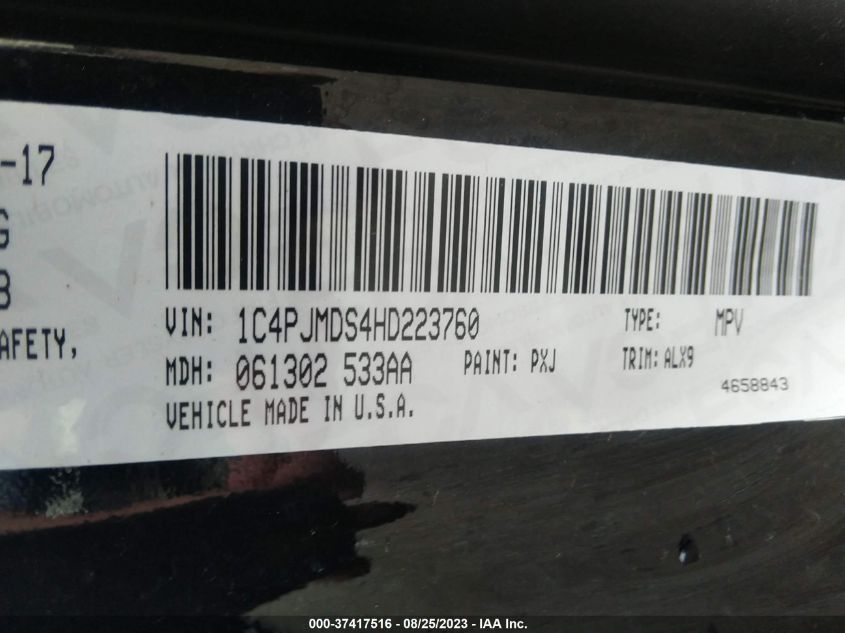 -17
G
B
AFETY,
VIN: 1C4PJMDS4HD223760 TYPE: MPV
MDH: 061302 533AA PAINT: PXJ TRIM: ALX9
VEHICLE MADE IN U.S.A. 4658843
000-37417516 - 08/25/2023 - IAA Inc.